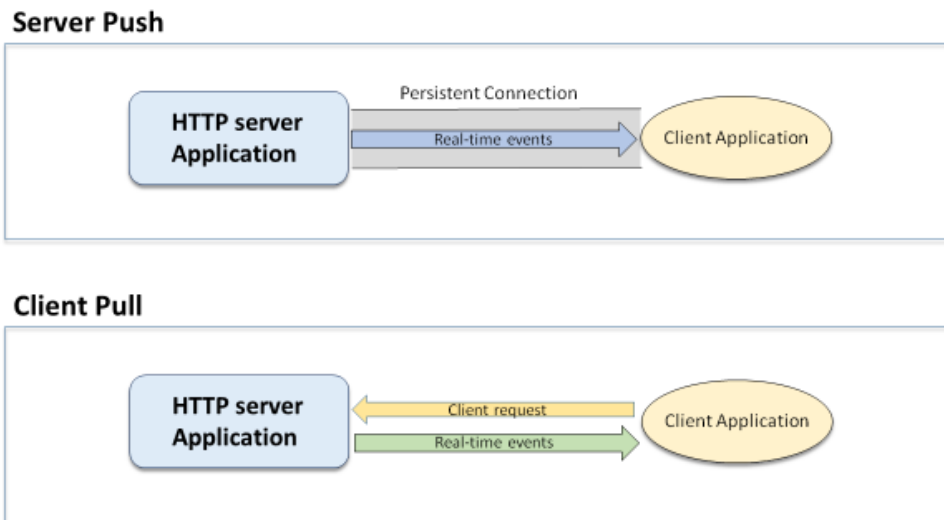 Server Push
Persistent Connection
HTTP server
Application
Real-time events
Client Application
Client Pull
HTTP server
Application
Client request
Real-time events
Client Application